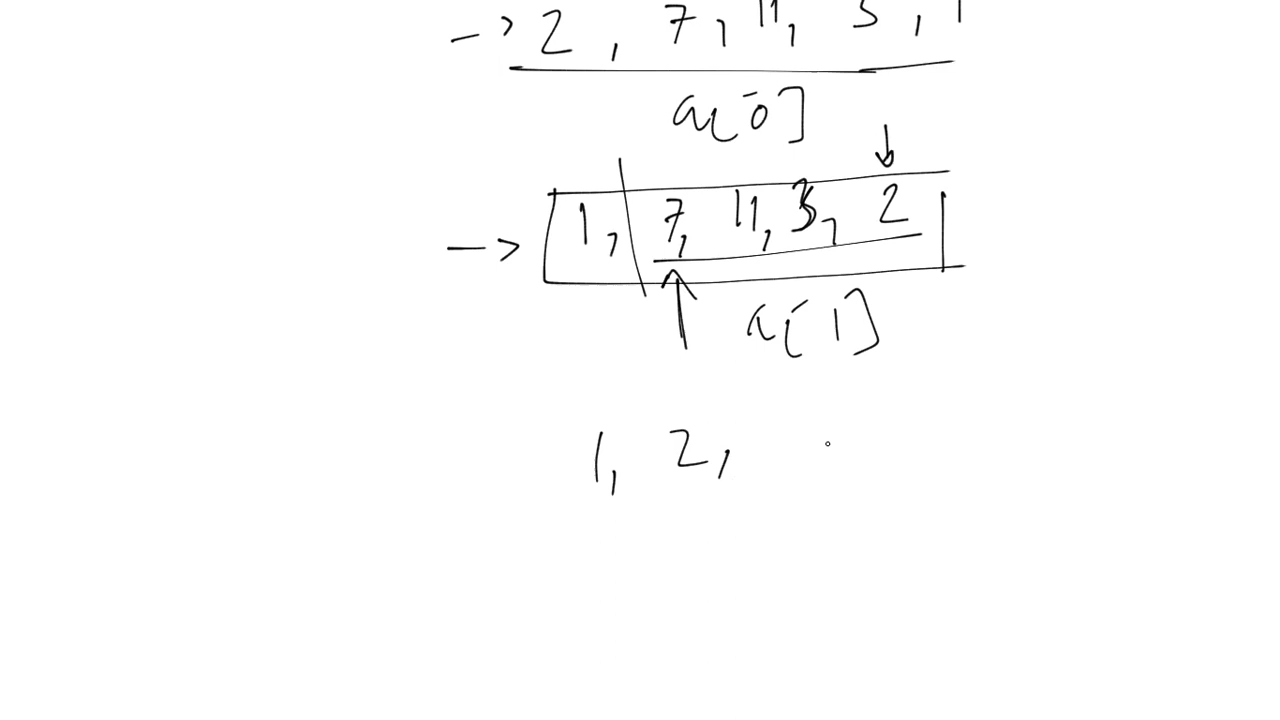 -> 2, 7, 11, 3,
a[0]
-> 1, 7, 11, 3, 2
a[1]
1, 2,